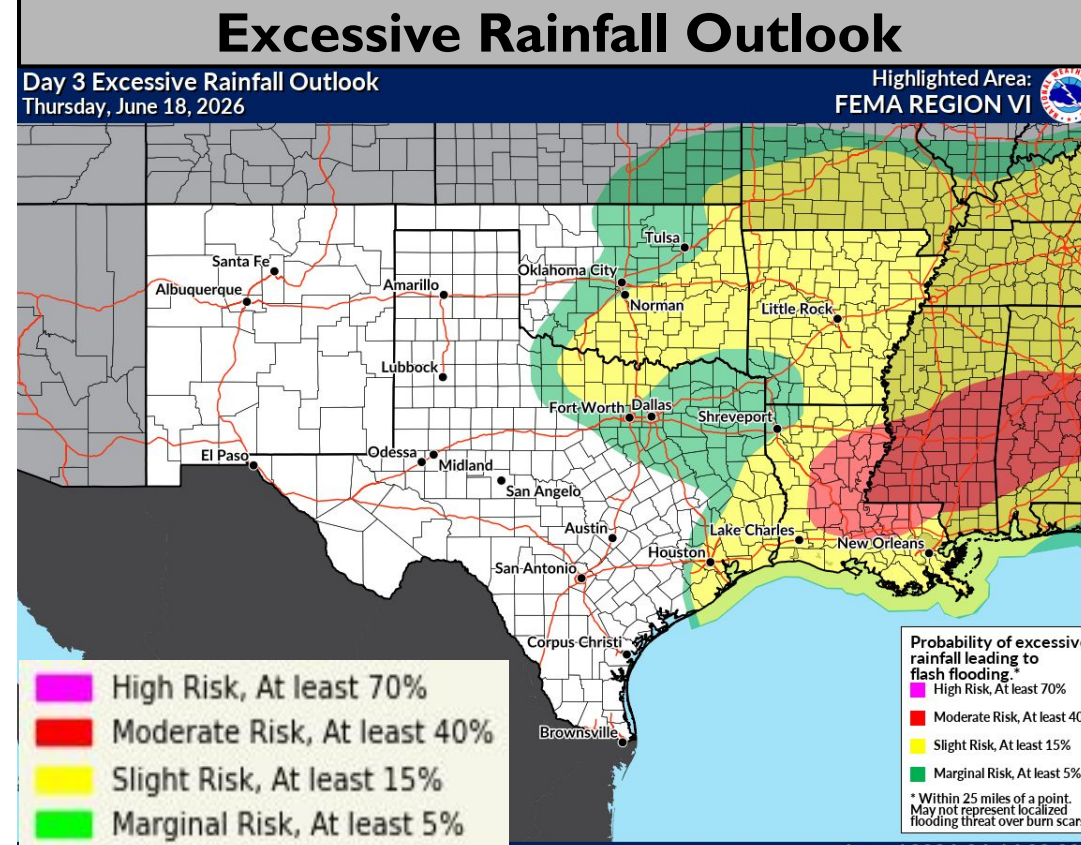 Excessive Rainfall Outlook
Day 3 Excessive Rainfall Outlook
Thursday, June 18, 2026
Highlighted Area:
FEMA REGION VI
Tulsa
Santa Fe
Oklahoma City
Albuquerque
Amarillo
Norman
Little Rock
Lubbock
Fort Worth
Dallas
Shreveport
El Paso
Odessa
Midland
San Angelo
Austin
Lake Charles
New Orleans
Houston
San Antonio
Corpus Christi
Brownsville
High Risk, At least 70%
Moderate Risk, At least 40%
Slight Risk, At least 15%
Marginal Risk, At least 5%
Probability of excessive
rainfall leading to
flash flooding.*
High Risk, At least 70%
Moderate Risk, At least 40
Slight Risk, At least 15%
Marginal Risk, At least 5%
* Within 25 miles of a point.
May not represent localized
flooding threat over burn scars